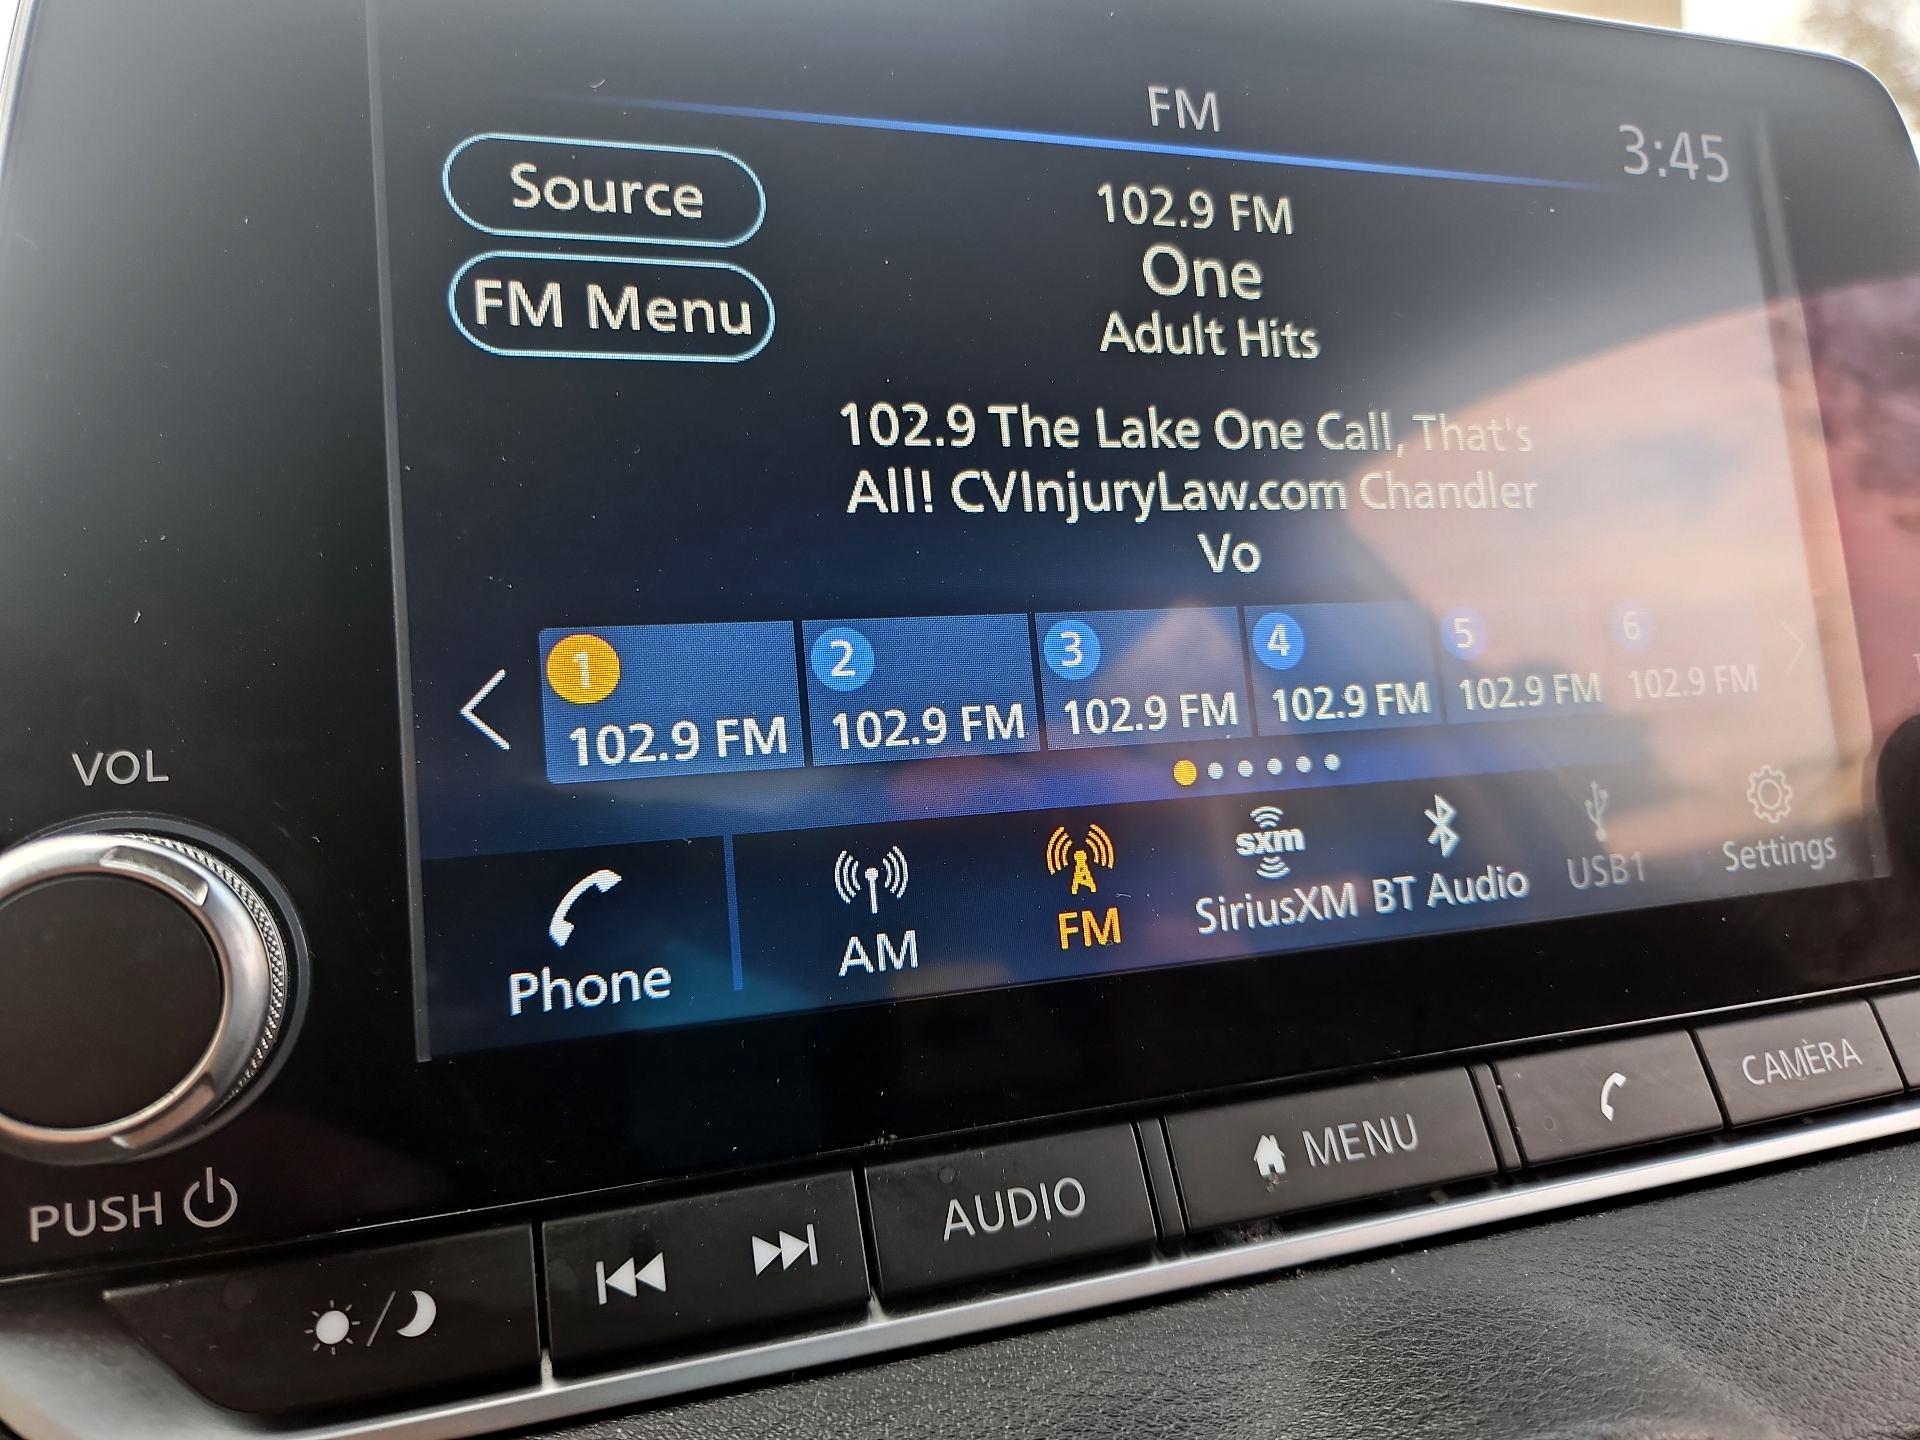 FM
3:45
Source
FM Menu
102.9 FM
One
Adult Hits
102.9 The Lake One Call, That's
All! CVInjuryLaw.com Chandler
Vo
1
2
3
4
5
6
102.9 FM
102.9 FM
102.9 FM
102.9 FM
102.9 FM
102.9 FM
Phone
AM
FM
sxm
SiriusXM
BT Audio
USB1
Settings
VOL
PUSH
AUDIO
MENU
CAMERA